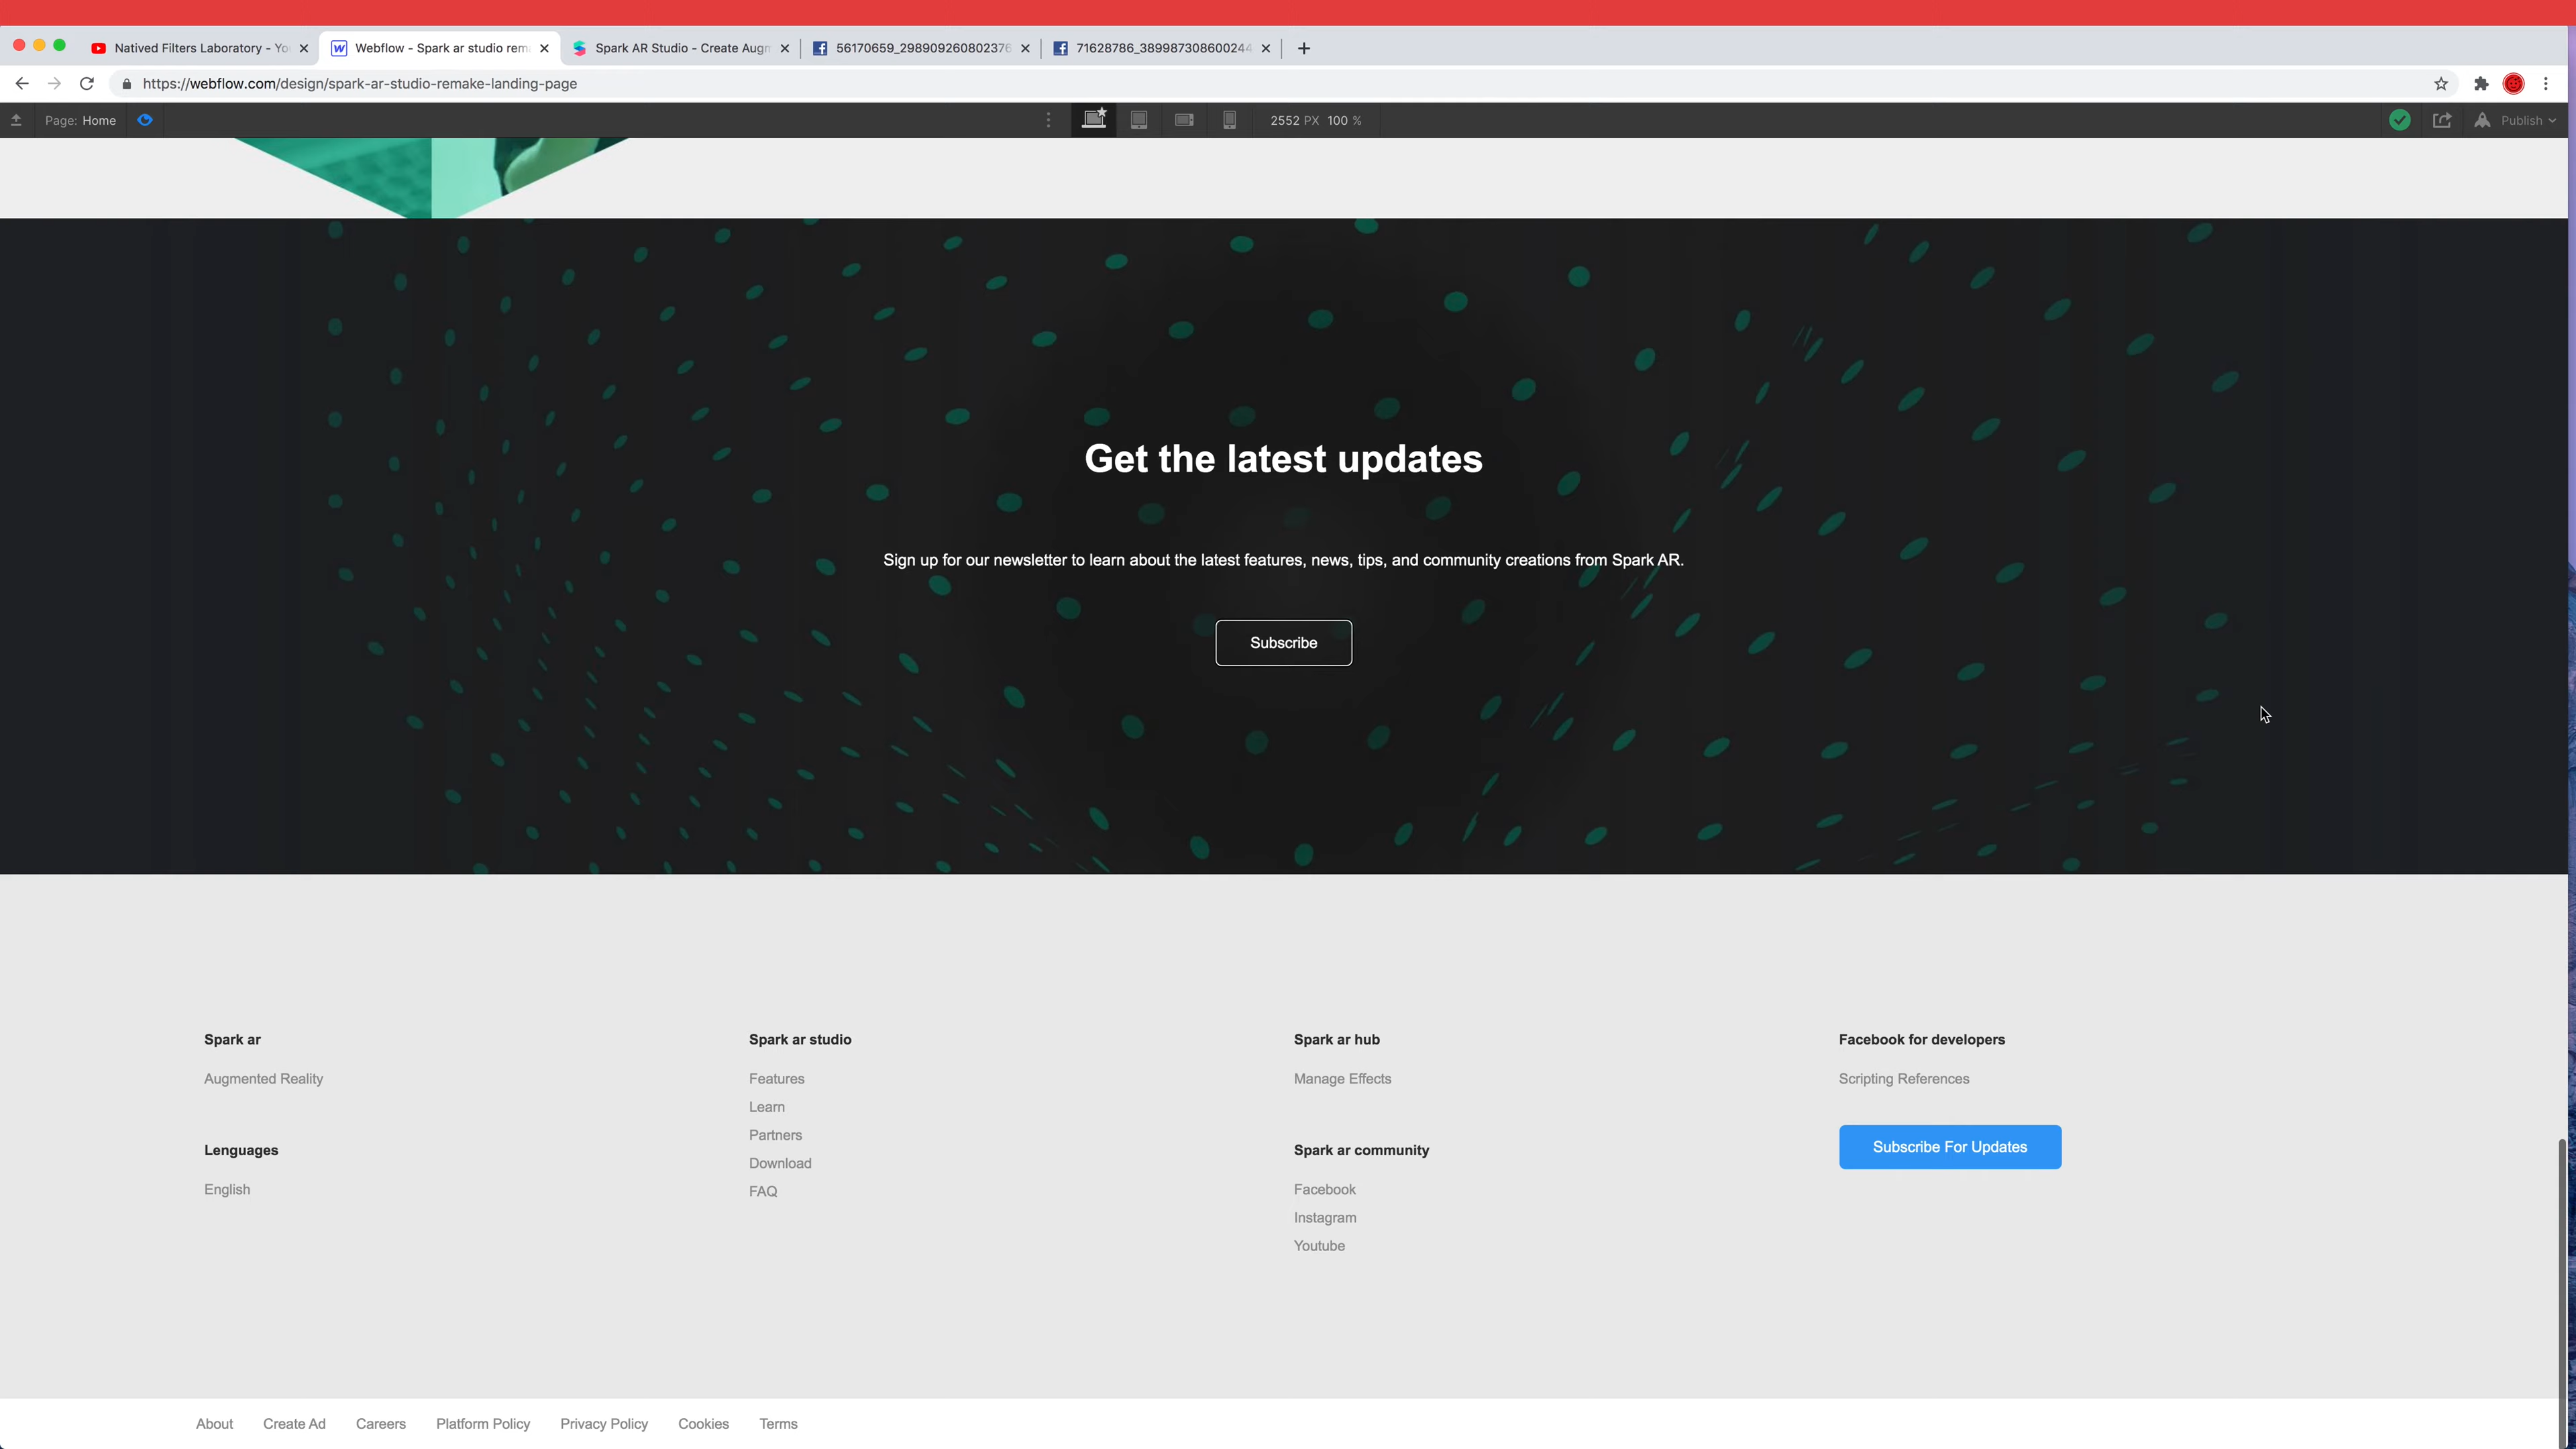 Natived Filters Laboratory - Yo
Webflow - Spark ar studio rem
Spark AR Studio - Create Augm
56170659_298909260802376
71628786_389987308600244
https://webflow.com/design/spark-ar-studio-remake-landing-page
Page: Home
2552 PX 100 %
Publish
Get the latest updates
Sign up for our newsletter to learn about the latest features, news, tips, and community creations from Spark AR.
Subscribe
Spark ar
Augmented Reality
Lenguages
English
Spark ar studio
Features
Learn
Partners
Download
FAQ
Spark ar hub
Manage Effects
Spark ar community
Facebook
Instagram
Youtube
Facebook for developers
Scripting References
Subscribe For Updates
About Create Ad Careers Platform Policy Privacy Policy Cookies Terms